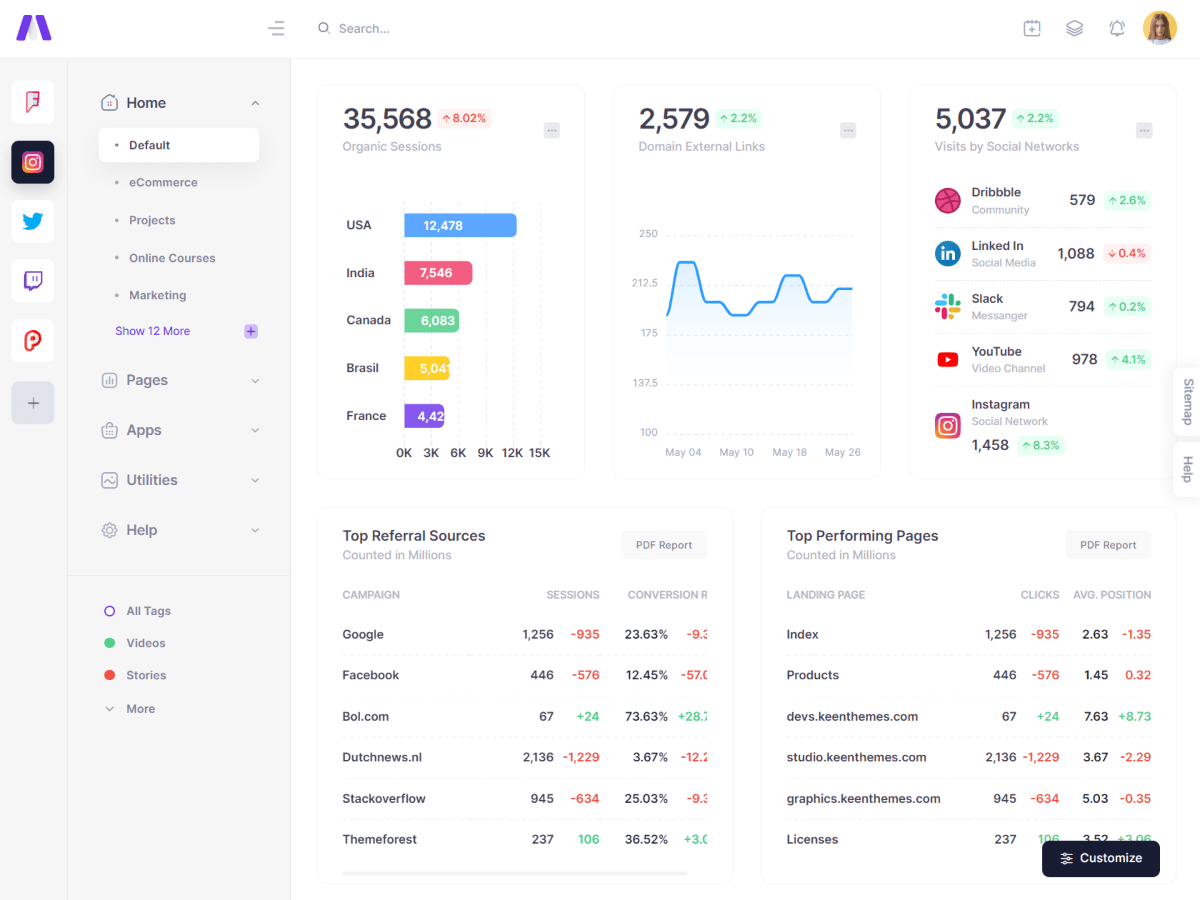 Search...
Home
Default
eCommerce
Projects
Online Courses
Marketing
Show 12 More
Pages
Apps
Utilities
Help
All Tags
Videos
Stories
More
35,568 8.02%
Organic Sessions
USA 12,478
India 7,546
Canada 6,083
Brasil 5,04
France 4,42
0K 3K 6K 9K 12K 15K
2,579 2.2%
Domain External Links
250
212.5
175
137.5
100
May 04 May 10 May 18 May 26
5,037 2.2%
Visits by Social Networks
Dribbble
Community
579 2.6%
Linked In
Social Media
1,088 0.4%
Slack
Messanger
794 0.2%
YouTube
Video Channel
978 4.1%
Instagram
Social Network
1,458 8.3%
Sitemap
Help
Top Referral Sources
Counted in Millions
PDF Report
CAMPAIGN SESSIONS CONVERSION R
Google 1,256 -935 23.63% -9.3
Facebook 446 -576 12.45% -57.0
Bol.com 67 +24 73.63% +28.7
Dutchnews.nl 2,136 -1,229 3.67% -12.2
Stackoverflow 945 -634 25.03% -9.3
Themeforest 237 106 36.52% +3.0
Top Performing Pages
Counted in Millions
PDF Report
LANDING PAGE CLICKS AVG. POSITION
Index 1,256 -935 2.63 -1.35
Products 446 -576 1.45 0.32
devs.keenthemes.com 67 +24 7.63 +8.73
studio.keenthemes.com 2,136 -1,229 3.67 -2.29
graphics.keenthemes.com 945 -634 5.03 -0.35
Licenses 237 106 3.52 +3.06
Customize